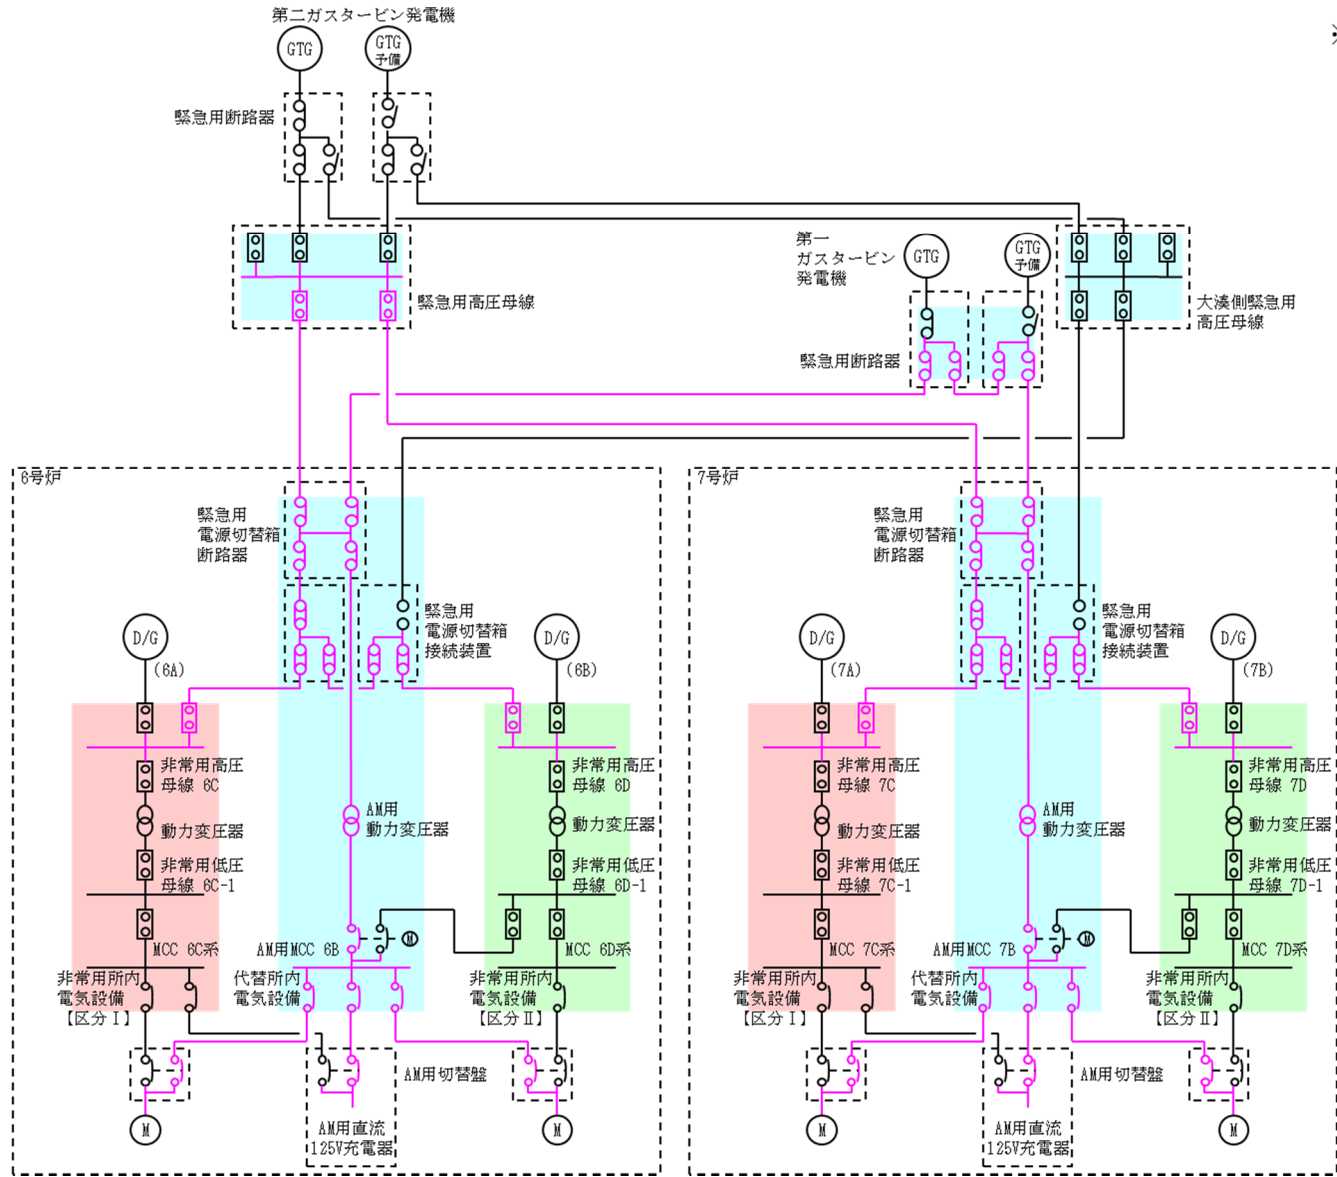 第二ガスタービン発電機
GTG
GTG
予備
※
緊急用断路器
緊急用高圧母線
第一
ガスタービン
発電機
GTG
GTG
予備
緊急用断路器
大湊側緊急用
高圧母線
6号炉
緊急用
電源切替箱
断路器
緊急用
電源切替箱
接続装置
D/G
(6A)
D/G
(6B)
非常用高圧
母線 6C
動力変圧器
非常用低圧
母線 6C-1
MCC 6C系
非常用所内
電気設備
【区分Ⅰ】
AM用
動力変圧器
AM用MCC 6B
M
代替所内
電気設備
非常用高圧
母線 6D
動力変圧器
非常用低圧
母線 6D-1
MCC 6D系
非常用所内
電気設備
【区分Ⅱ】
AM用切替盤
M
AM用直流
125V充電器
M
7号炉
緊急用
電源切替箱
断路器
緊急用
電源切替箱
接続装置
D/G
(7A)
D/G
(7B)
非常用高圧
母線 7C
動力変圧器
非常用低圧
母線 7C-1
MCC 7C系
非常用所内
電気設備
【区分Ⅰ】
AM用
動力変圧器
AM用MCC 7B
M
代替所内
電気設備
非常用高圧
母線 7D
動力変圧器
非常用低圧
母線 7D-1
MCC 7D系
非常用所内
電気設備
【区分Ⅱ】
AM用切替盤
M
AM用直流
125V充電器
M